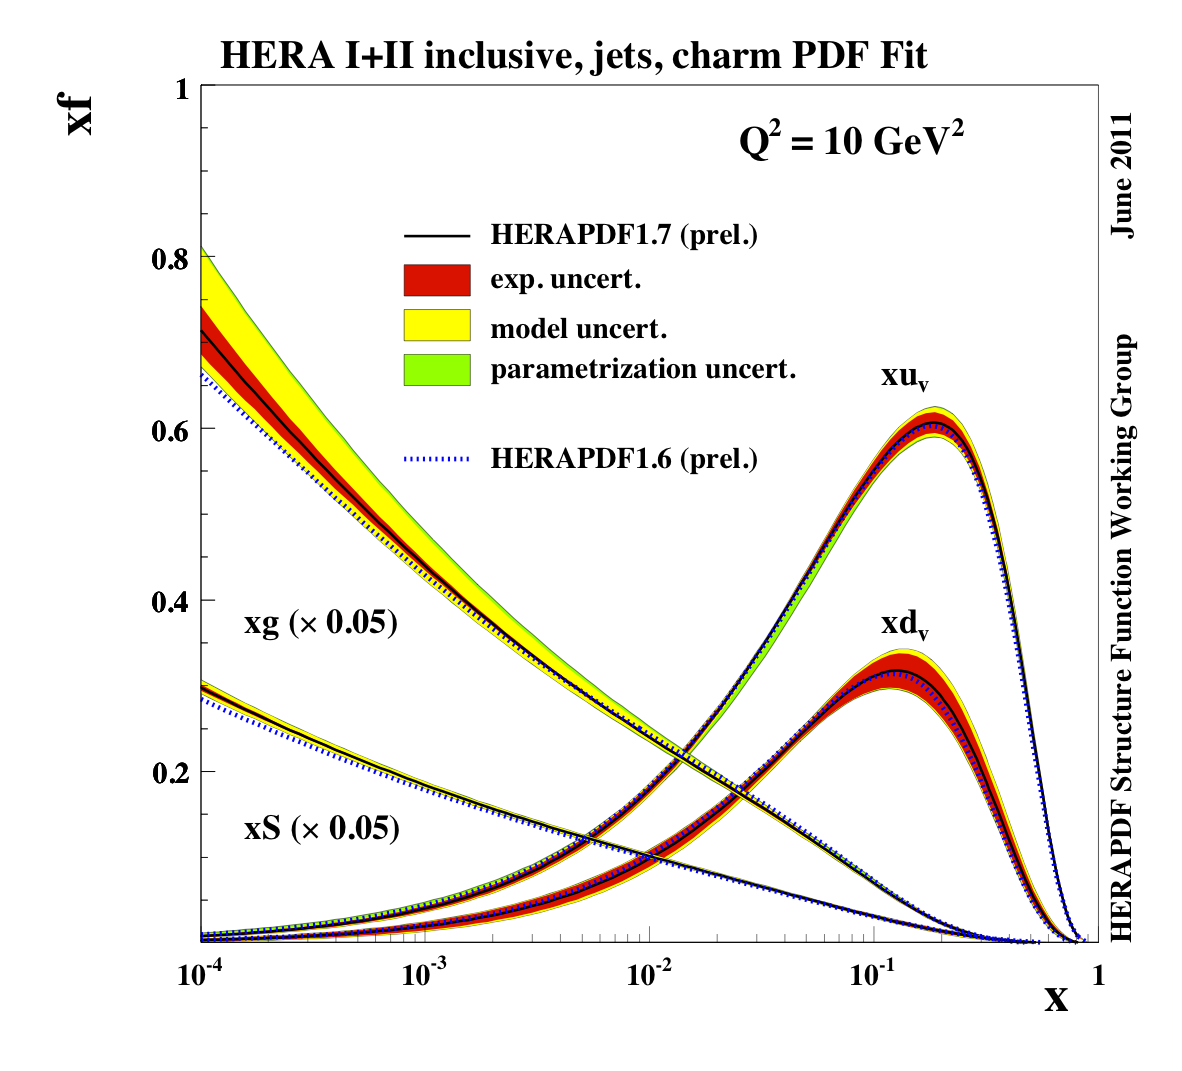 HERA I+II inclusive, jets, charm PDF Fit
xf
1
0.8
0.6
0.4
0.2
Q² = 10 GeV²
HERAPDF1.7 (prel.)
exp. uncert.
model uncert.
parametrization uncert.
HERAPDF1.6 (prel.)
xuᵥ
xdᵥ
xg (× 0.05)
xS (× 0.05)
10⁻⁴ 10⁻³ 10⁻² 10⁻¹ 1
x
HERAPDF Structure Function Working Group June 2011